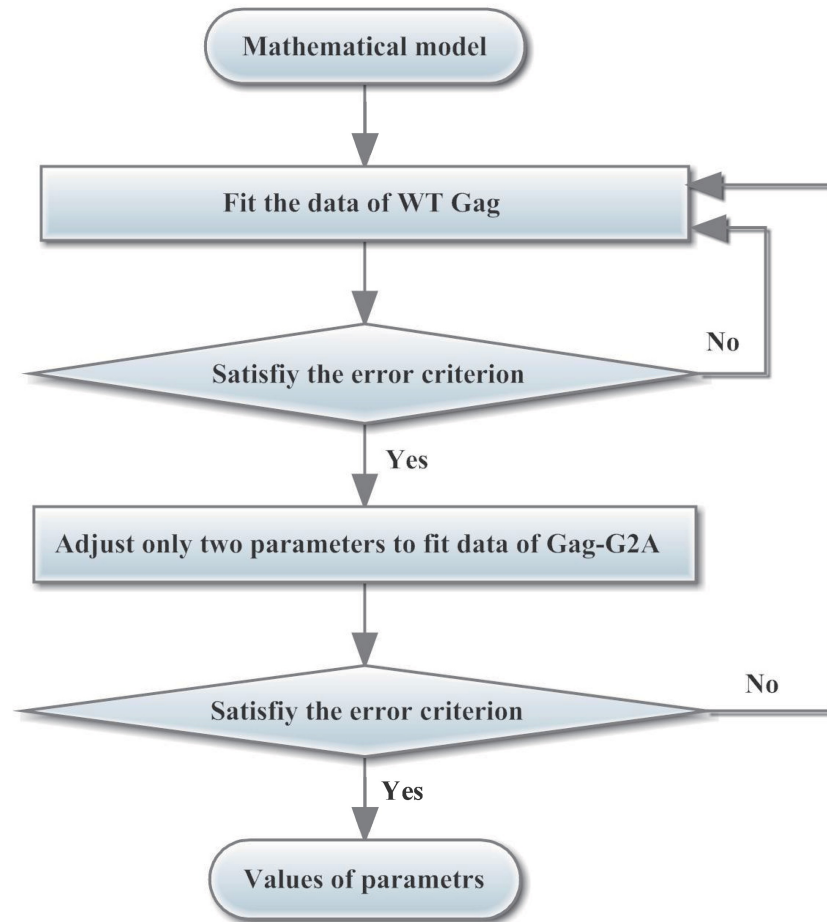 Mathematical model
Fit the data of WT Gag
No
Satisfiy the error criterion
Yes
Adjust only two parameters to fit data of Gag-G2A
No
Satisfiy the error criterion
Yes
Values of parametrs